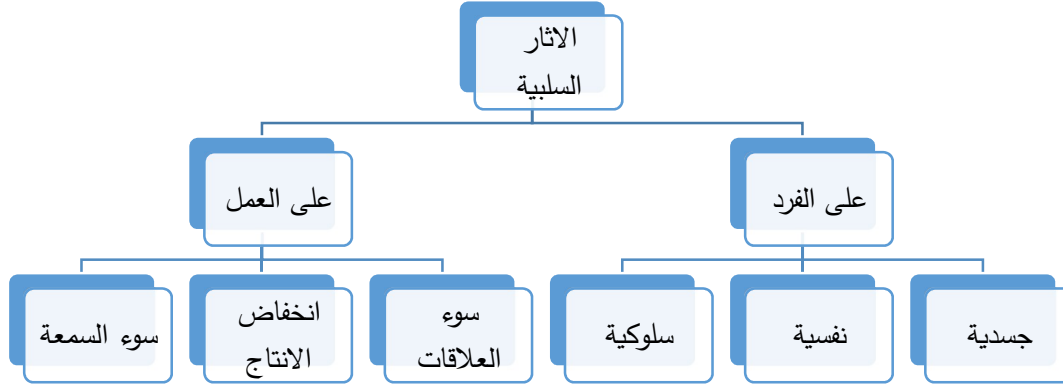 الاثار
السلبية
على الفرد
على العمل
جسدية
نفسية
سلوكية
سوء
العلاقات
انخفاض
الانتاج
سوء السمعة